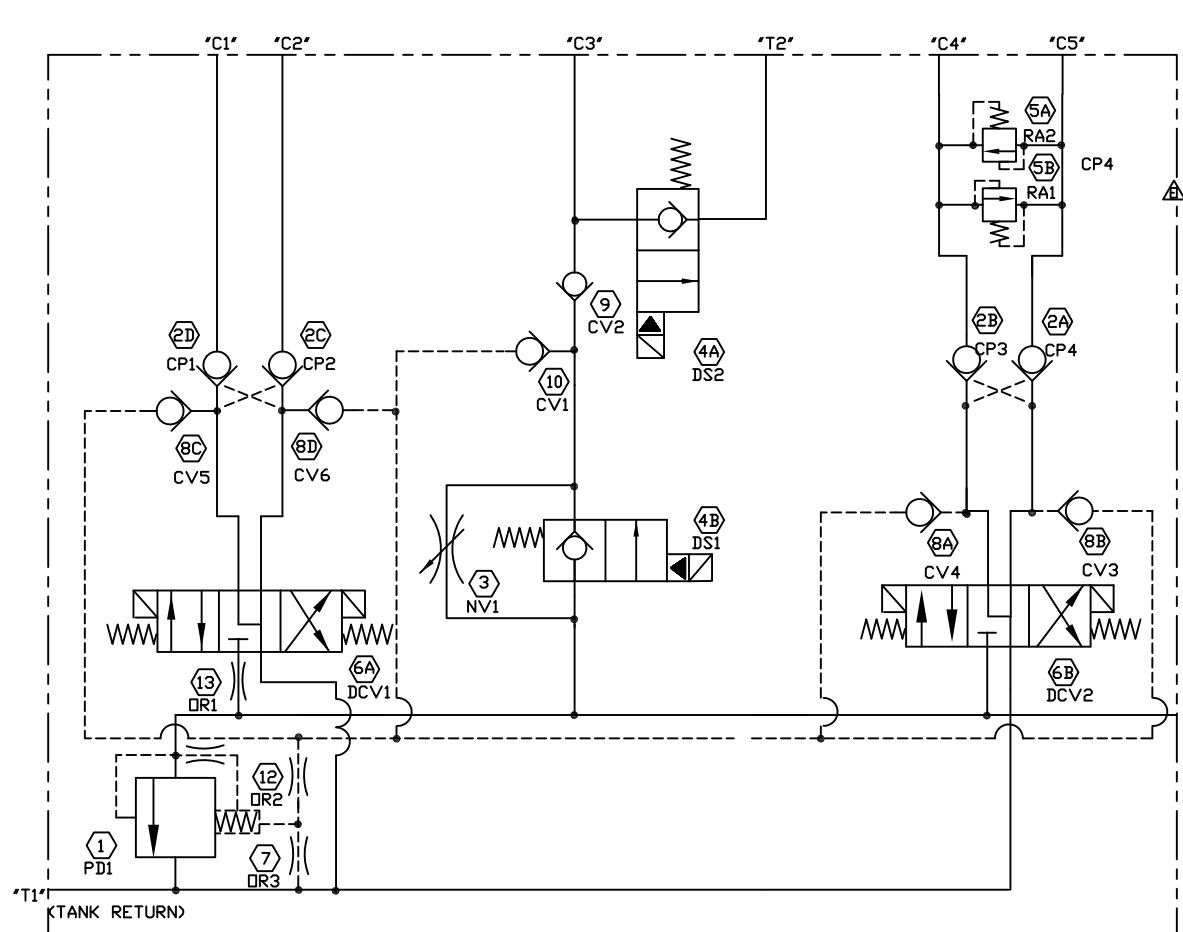 "C1"
"C2"
"C3"
"T2"
"C4"
"C5"
5A
RA2
5B
CP4
RA1
E
2D
CP1
2C
CP2
9
CV2
2B
CP3
2A
CP4
4A
DS2
10
CV1
8C
CV5
8D
CV6
4B
DS1
8A
CV4
8B
CV3
3
NV1
6A
DCV1
6B
DCV2
13
OR1
12
OR2
1
PD1
7
OR3
"T1"
(TANK RETURN)